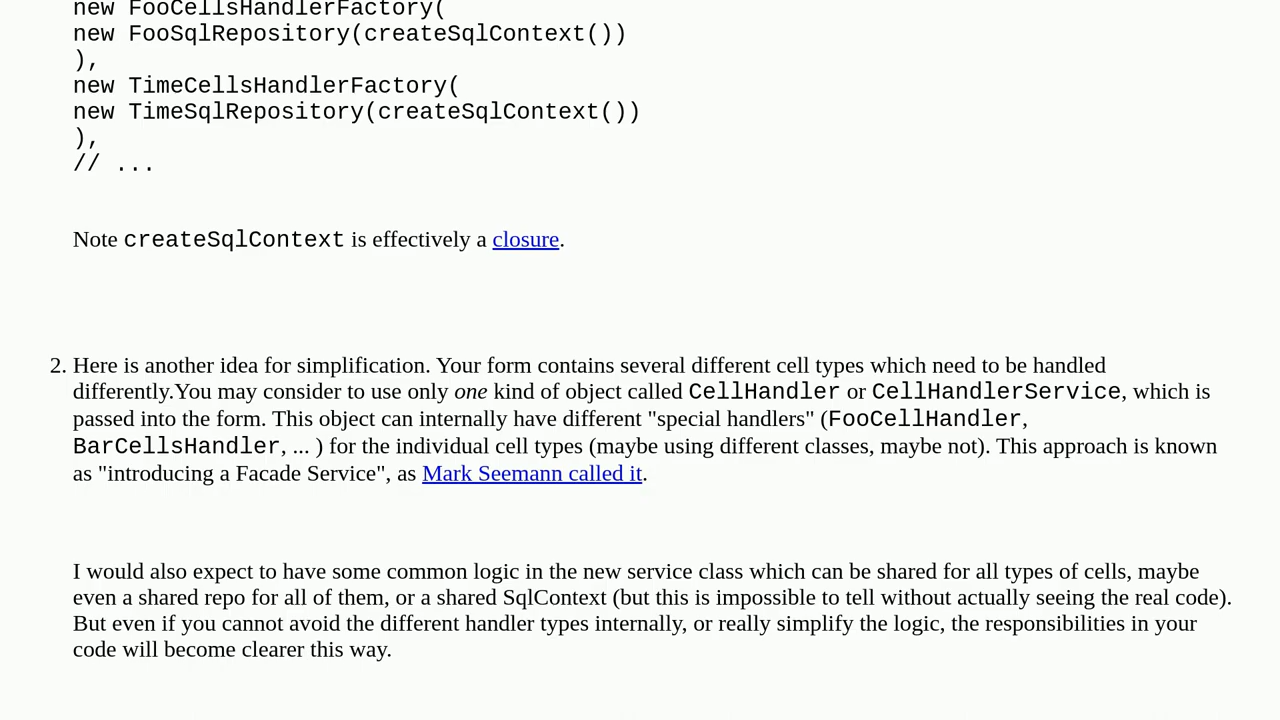 new FooCellsHandlerFactory(
new FooSqlRepository(createSqlContext())
),
new TimeCellsHandlerFactory(
new TimeSqlRepository(createSqlContext())
),
// ...
Note createSqlContext is effectively a closure.
2. Here is another idea for simplification. Your form contains several different cell types which need to be handled
differently.You may consider to use only one kind of object called CellHandler or CellHandlerService, which is
passed into the form. This object can internally have different "special handlers" (FooCellHandler,
BarCellsHandler, ... ) for the individual cell types (maybe using different classes, maybe not). This approach is known
as "introducing a Facade Service", as Mark Seemann called it.
I would also expect to have some common logic in the new service class which can be shared for all types of cells, maybe
even a shared repo for all of them, or a shared SqlContext (but this is impossible to tell without actually seeing the real code).
But even if you cannot avoid the different handler types internally, or really simplify the logic, the responsibilities in your
code will become clearer this way.